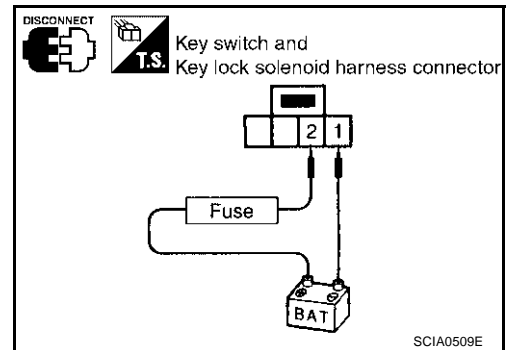 DISCONNECT
T.S.
Key switch and
Key lock solenoid harness connector
2 1
Fuse
BAT
SCIA0509E